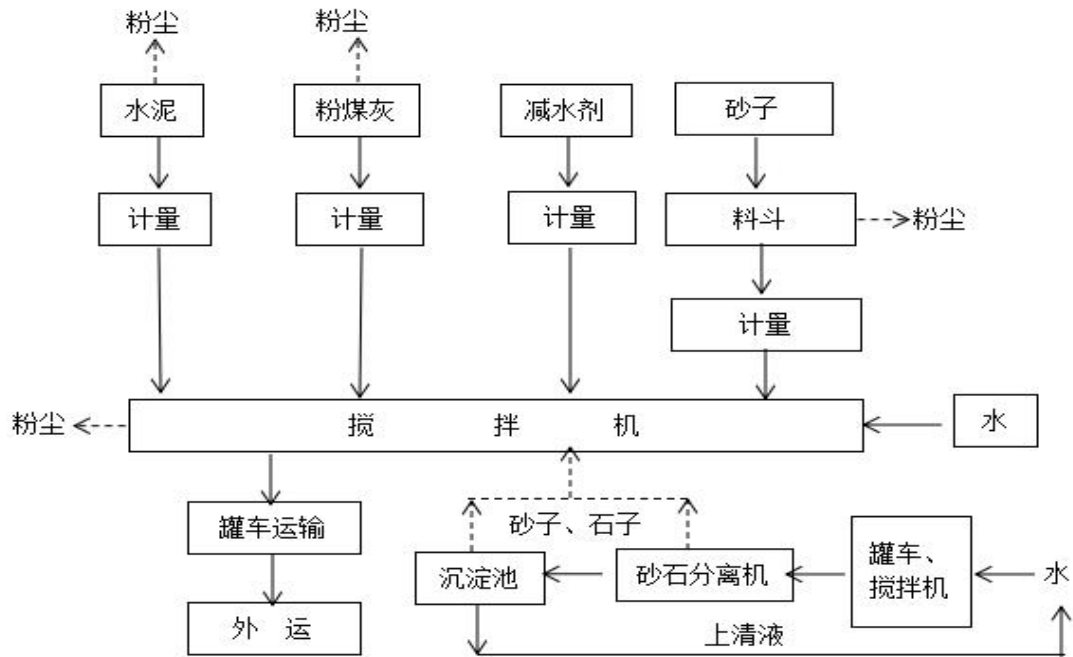 粉尘
粉尘
水泥
粉煤灰
减水剂
砂子
计量
计量
计量
料斗
粉尘
计量
粉尘
搅 拌 机
水
罐车运输
砂子、石子
沉淀池
砂石分离机
罐车、
搅拌机
水
外 运
上清液